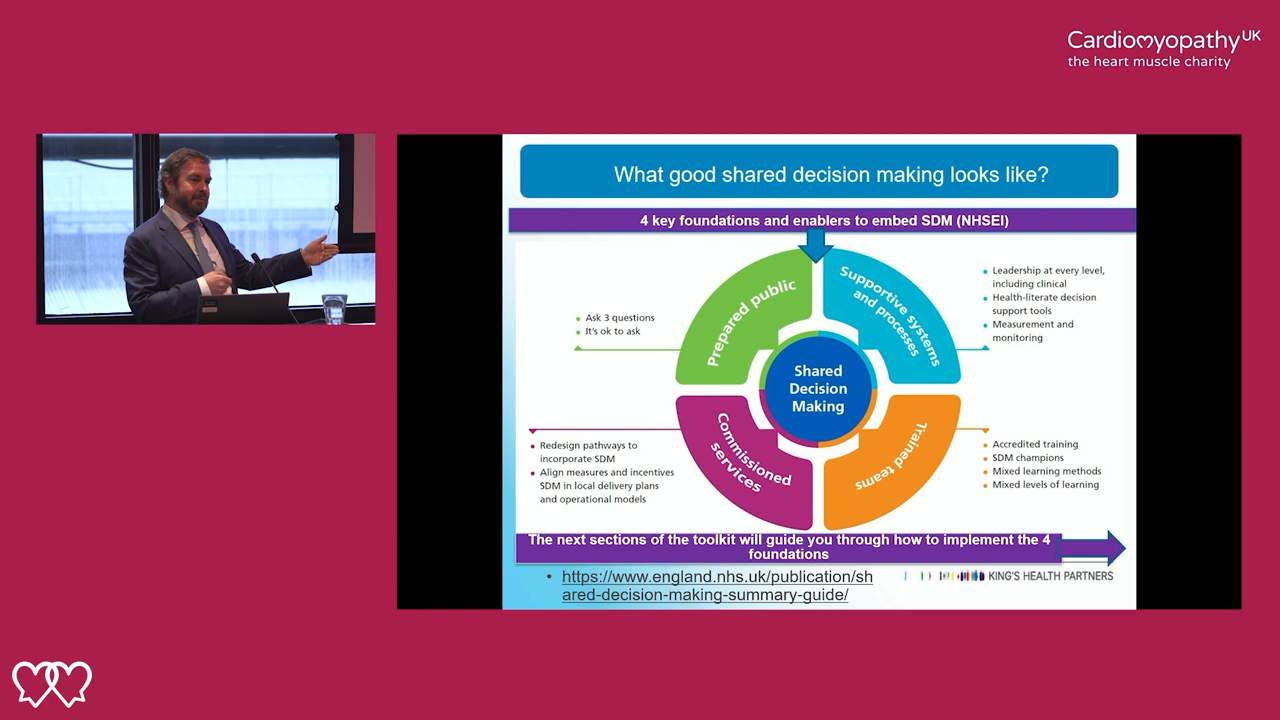 Cardiomyopathy UK
the heart muscle charity
What good shared decision making looks like?
4 key foundations and enablers to embed SDM (NHSEI)
Prepared public
• Ask 3 questions
• It's ok to ask
Supportive systems
and processes
• Leadership at every level,
including clinical
• Health-literate decision
support tools
• Measurement and
monitoring
Shared
Decision
Making
Commissioned
services
• Redesign pathways to
incorporate SDM
• Align measures and incentives
SDM in local delivery plans
and operational models
Trained teams
• Accredited training
• SDM champions
• Mixed learning methods
• Mixed levels of learning
The next sections of the toolkit will guide you through how to implement the 4
foundations
• https://www.england.nhs.uk/publication/sh
ared-decision-making-summary-guide/
KING'S HEALTH PARTNERS